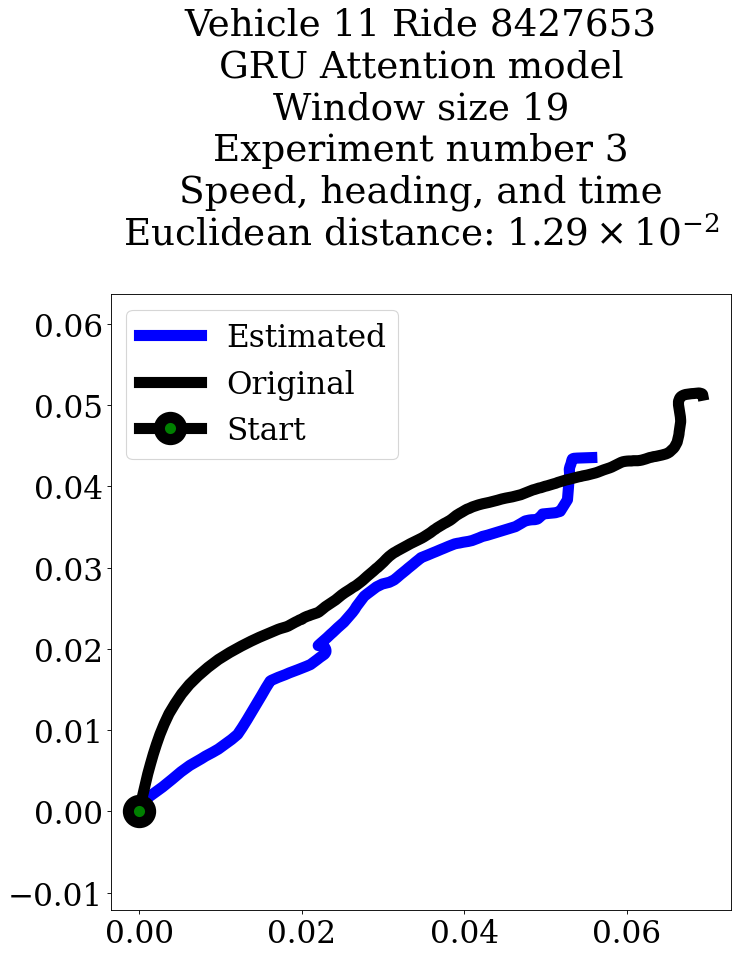 Vehicle 11 Ride 8427653
GRU Attention model
Window size 19
Experiment number 3
Speed, heading, and time
Euclidean distance: 1.29 × 10⁻²
Estimated
Original
Start
0.06
0.05
0.04
0.03
0.02
0.01
0.00
−0.01
0.00 0.02 0.04 0.06